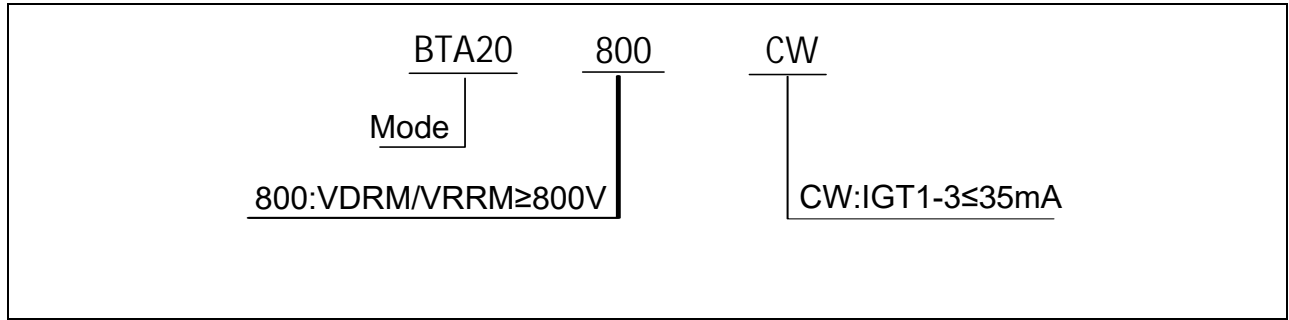 BTA20 800 CW
Mode
800:VDRM/VRRM≥800V CW:IGT1-3≤35mA